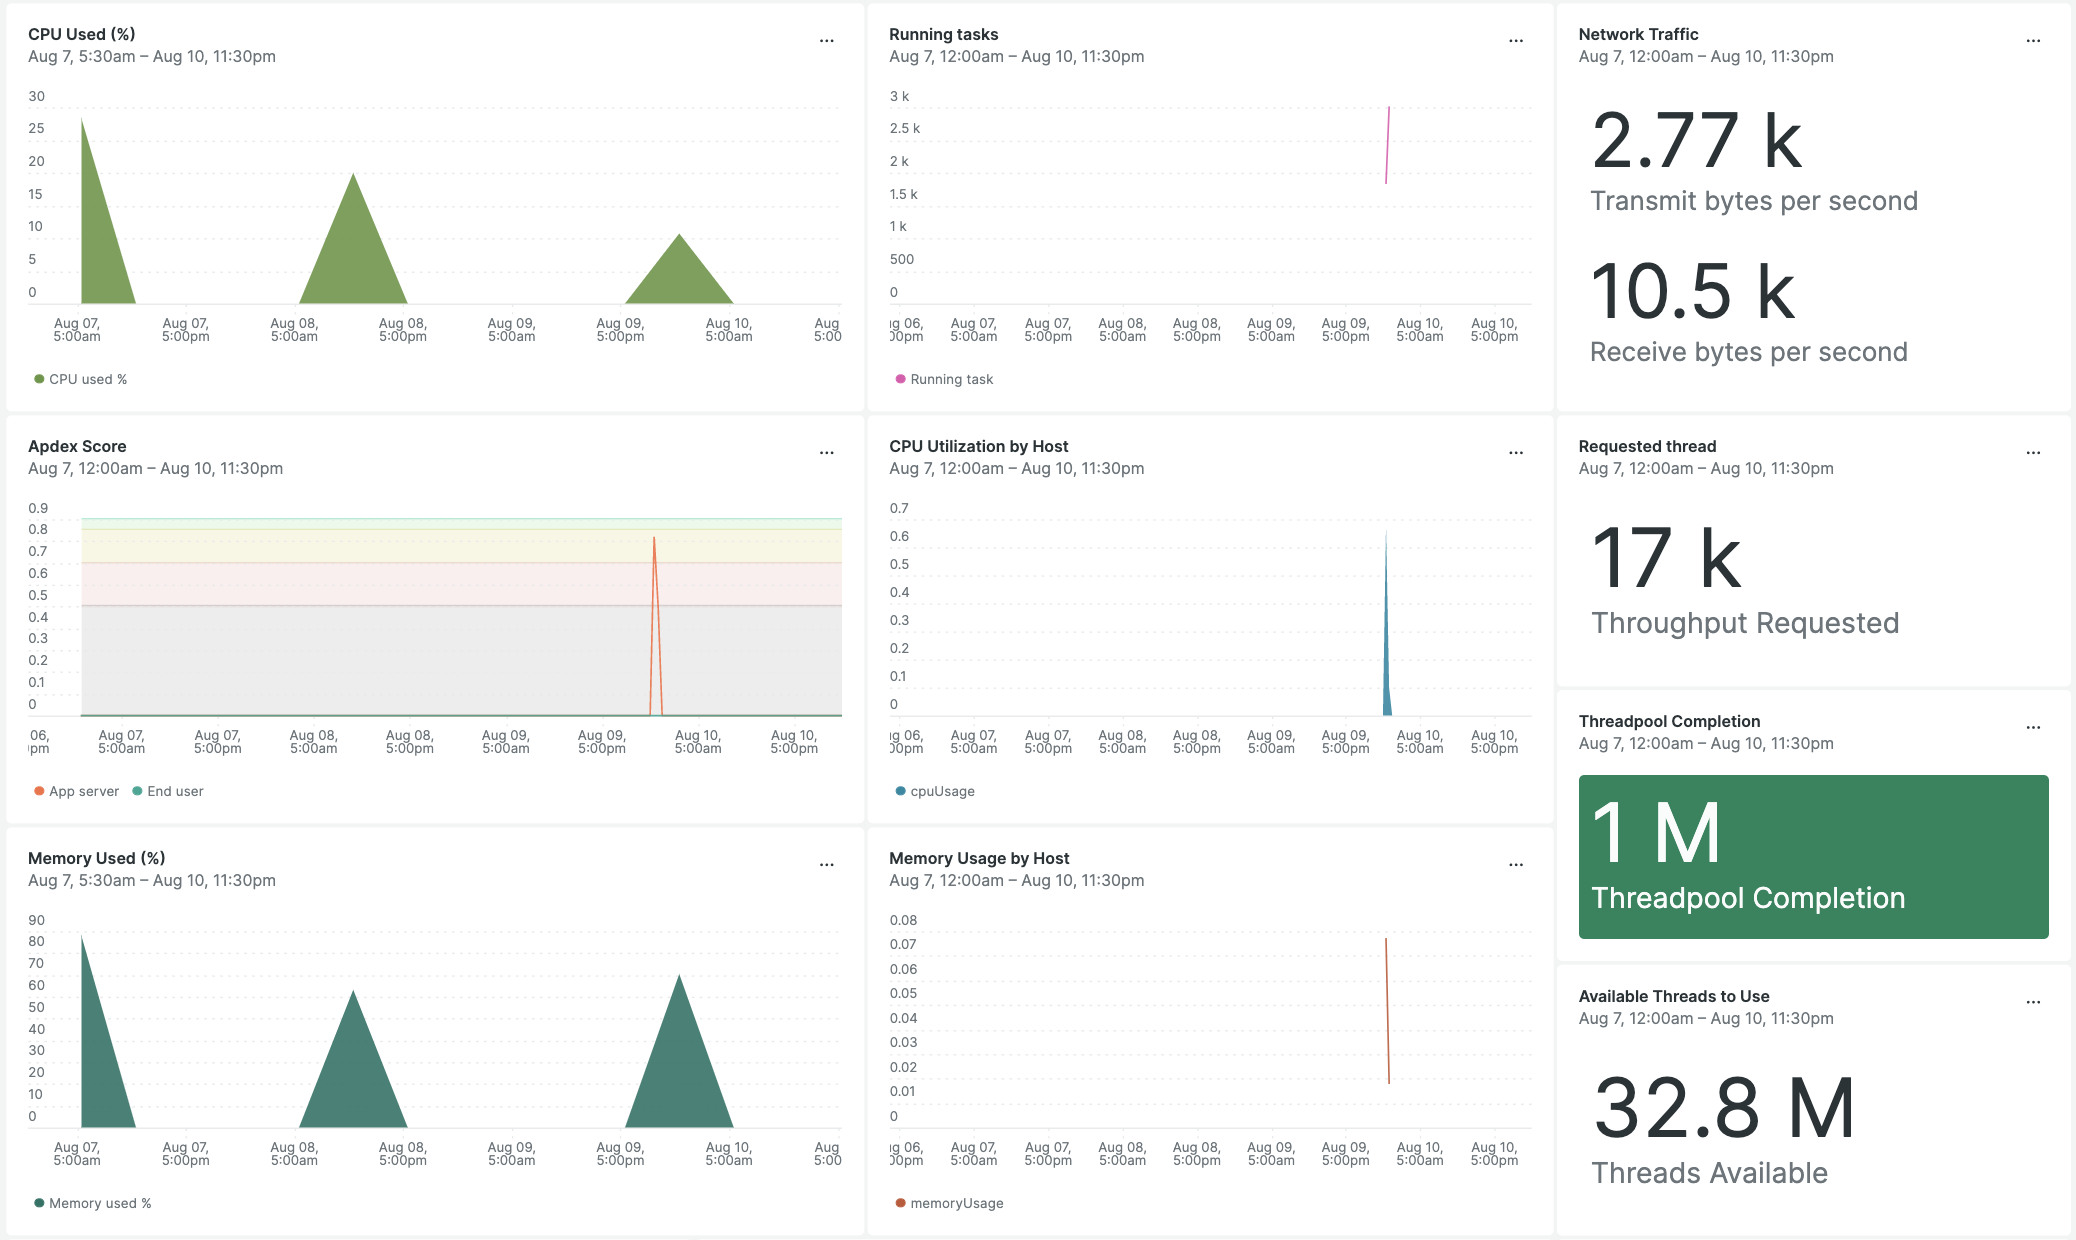 CPU Used (%)
Aug 7, 5:30am – Aug 10, 11:30pm
30
25
20
15
10
5
0
Aug 07, Aug 07, Aug 08, Aug 08, Aug 09, Aug 09, Aug 10, Aug
5:00am 5:00pm 5:00am 5:00pm 5:00am 5:00pm 5:00am 5:00
CPU used %
Running tasks
Aug 7, 12:00am – Aug 10, 11:30pm
3 k
2.5 k
2 k
1.5 k
1 k
500
0
06, Aug 07, Aug 07, Aug 08, Aug 08, Aug 09, Aug 09, Aug 10, Aug 10,
5:00am 5:00pm 5:00am 5:00pm 5:00am 5:00pm 5:00am 5:00pm
Running task
Network Traffic
Aug 7, 12:00am – Aug 10, 11:30pm
2.77 k
Transmit bytes per second
10.5 k
Receive bytes per second
Apdex Score
Aug 7, 12:00am – Aug 10, 11:30pm
0.9
0.8
0.7
0.6
0.5
0.4
0.3
0.2
0.1
0
06, Aug 07, Aug 07, Aug 08, Aug 08, Aug 09, Aug 09, Aug 10, Aug 10,
pm 5:00am 5:00pm 5:00am 5:00pm 5:00am 5:00pm 5:00am 5:00pm
App server End user
CPU Utilization by Host
Aug 7, 12:00am – Aug 10, 11:30pm
0.7
0.6
0.5
0.4
0.3
0.2
0.1
0
06, Aug 07, Aug 07, Aug 08, Aug 08, Aug 09, Aug 09, Aug 10, Aug 10,
5:00am 5:00pm 5:00am 5:00pm 5:00am 5:00pm 5:00am 5:00pm
cpuUsage
Requested thread
Aug 7, 12:00am – Aug 10, 11:30pm
17 k
Throughput Requested
Threadpool Completion
Aug 7, 12:00am – Aug 10, 11:30pm
1 M
Threadpool Completion
Memory Used (%)
Aug 7, 5:30am – Aug 10, 11:30pm
90
80
70
60
50
40
30
20
10
0
Aug 07, Aug 07, Aug 08, Aug 08, Aug 09, Aug 09, Aug 10, Aug
5:00am 5:00pm 5:00am 5:00pm 5:00am 5:00pm 5:00am 5:00
Memory used %
Memory Usage by Host
Aug 7, 12:00am – Aug 10, 11:30pm
0.08
0.07
0.06
0.05
0.04
0.03
0.02
0.01
0
06, Aug 07, Aug 07, Aug 08, Aug 08, Aug 09, Aug 09, Aug 10, Aug 10,
5:00am 5:00pm 5:00am 5:00pm 5:00am 5:00pm 5:00am 5:00pm
memoryUsage
Available Threads to Use
Aug 7, 12:00am – Aug 10, 11:30pm
32.8 M
Threads Available